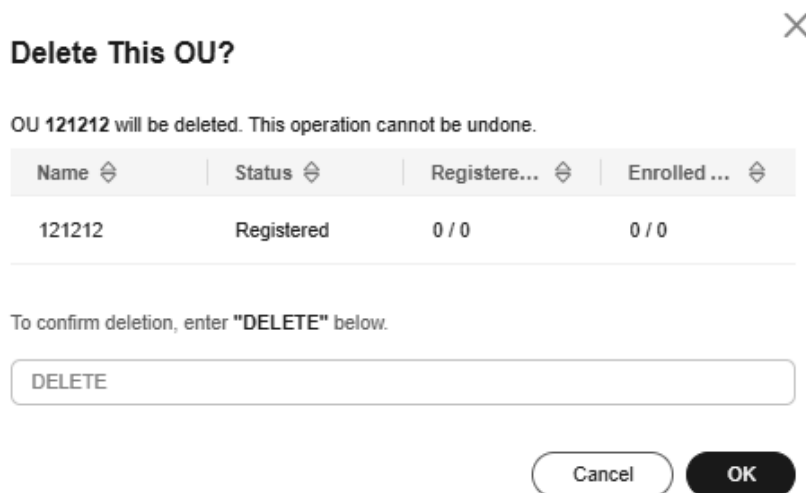 Delete This OU?
OU 121212 will be deleted. This operation cannot be undone.
Name Status Registere... Enrolled ...
121212 Registered 0 / 0 0 / 0
To confirm deletion, enter "DELETE" below.
DELETE
Cancel OK